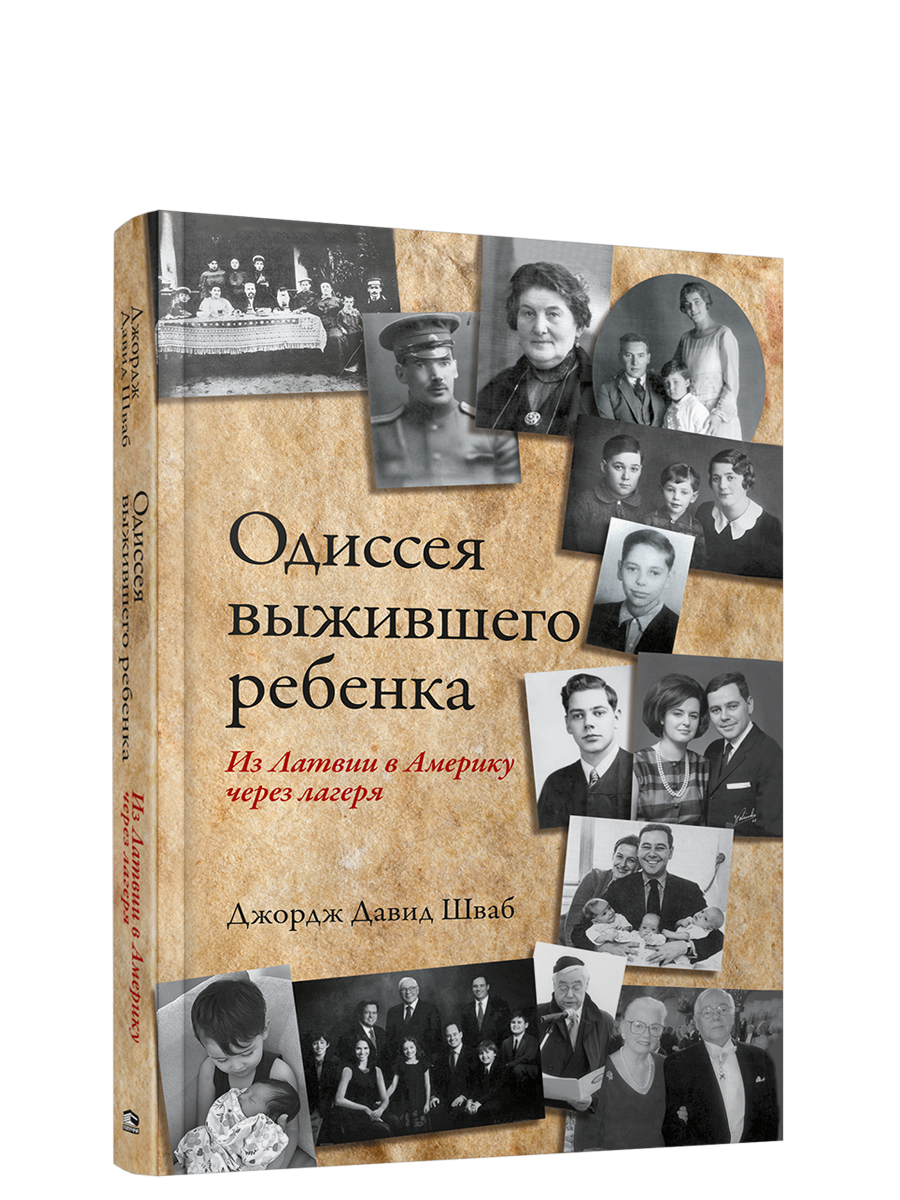 Одиссея
выжившего
ребенка
Из Латвии в Америку
через лагеря
Джордж Давид Шваб
Джордж
Давид Шваб
Одиссея
выжившего ребенка
Из Латвии в Америку
через лагеря